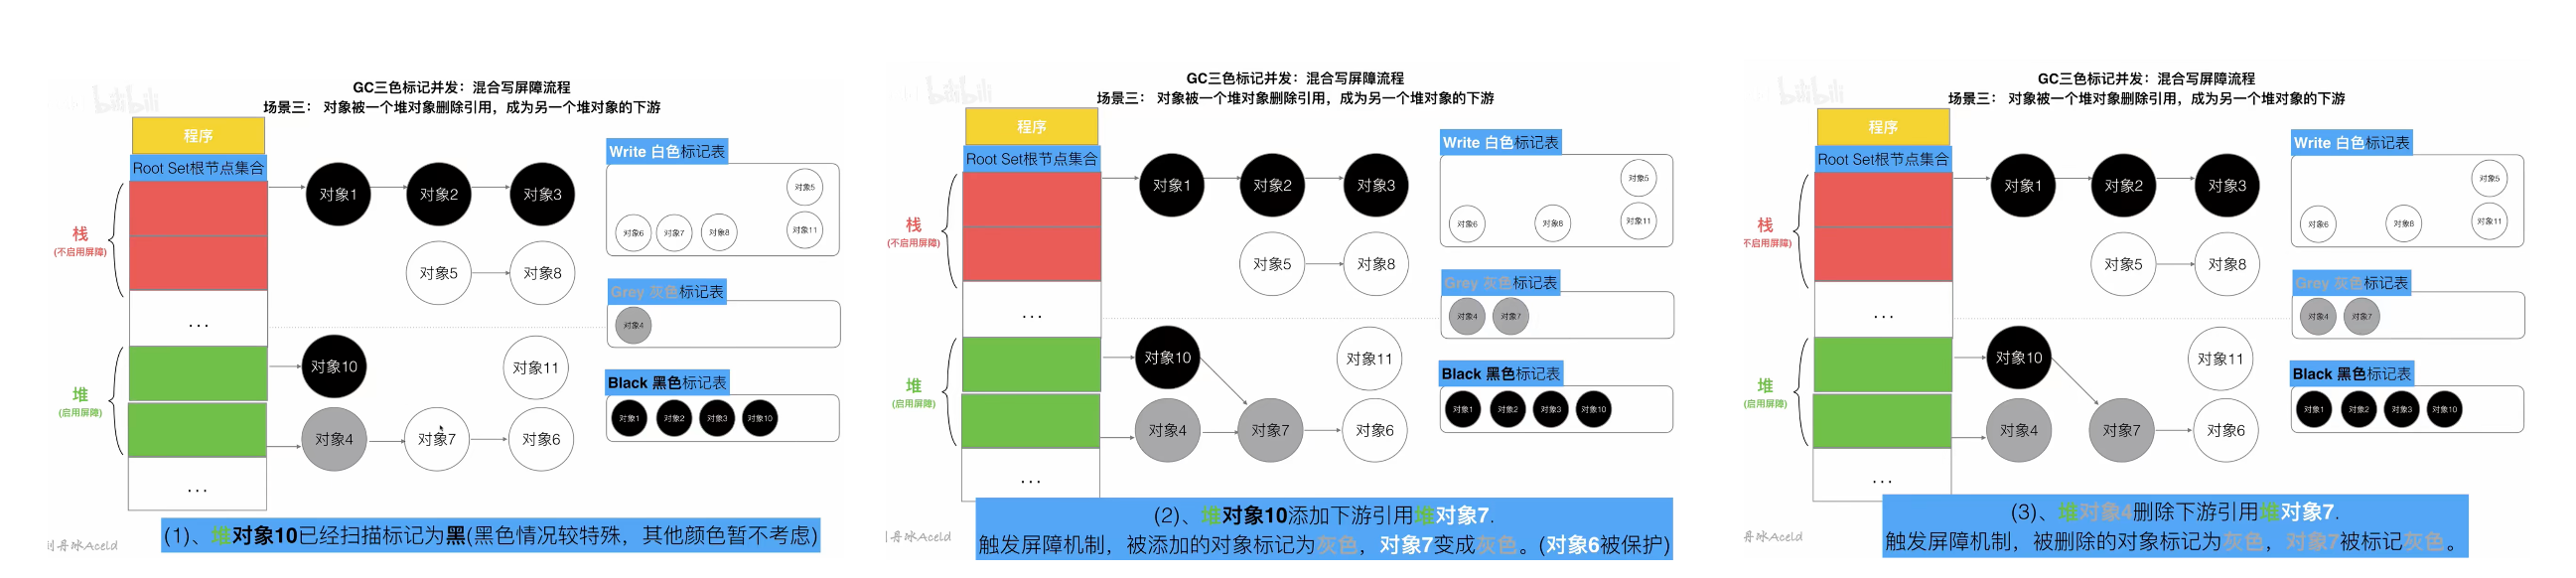 GC三色标记并发：混合写屏障流程
场景三： 对象被一个堆对象删除引用，成为另一个堆对象的下游
bilibili
程序
Root Set根节点集合
栈
(不启用屏障)
...
堆
(启用屏障)
...
对象1
对象2
对象3
对象5
对象8
对象10
对象11
对象4
对象7
对象6
Write 白色标记表
对象5
对象6
对象7
对象8
对象11
Grey 灰色标记表
对象4
Black 黑色标记表
对象1
对象2
对象3
对象10
(1)、堆对象10已经扫描标记为黑(黑色情况较特殊，其他颜色暂不考虑)
刘丹冰Aceld
GC三色标记并发：混合写屏障流程
场景三： 对象被一个堆对象删除引用，成为另一个堆对象的下游
bilibili
程序
Root Set根节点集合
栈
(不启用屏障)
...
堆
(启用屏障)
...
对象1
对象2
对象3
对象5
对象8
对象10
对象11
对象4
对象7
对象6
Write 白色标记表
对象5
对象6
对象8
对象11
Grey 灰色标记表
对象4
对象7
Black 黑色标记表
对象1
对象2
对象3
对象10
(2)、堆对象10添加下游引用堆对象7.
触发屏障机制，被添加的对象标记为灰色，对象7变成灰色。(对象6被保护)
丹冰Aceld
GC三色标记并发：混合写屏障流程
场景三： 对象被一个堆对象删除引用，成为另一个堆对象的下游
bilibili
程序
Root Set根节点集合
栈
(不启用屏障)
...
堆
(启用屏障)
...
对象1
对象2
对象3
对象5
对象8
对象10
对象11
对象4
对象7
对象6
Write 白色标记表
对象5
对象6
对象8
对象11
Grey 灰色标记表
对象4
对象7
Black 黑色标记表
对象1
对象2
对象3
对象10
(3)、堆对象4删除下游引用堆对象7.
触发屏障机制，被删除的对象标记为灰色，对象7被标记灰色。
丹冰Aceld